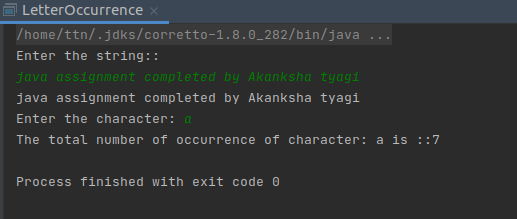 LetterOccurrence ×
/home/ttn/.jdks/corretto-1.8.0_282/bin/java ...
Enter the string::
java assignment completed by Akanksha tyagi
java assignment completed by Akanksha tyagi
Enter the character: a
The total number of occurrence of character: a is ::7
Process finished with exit code 0